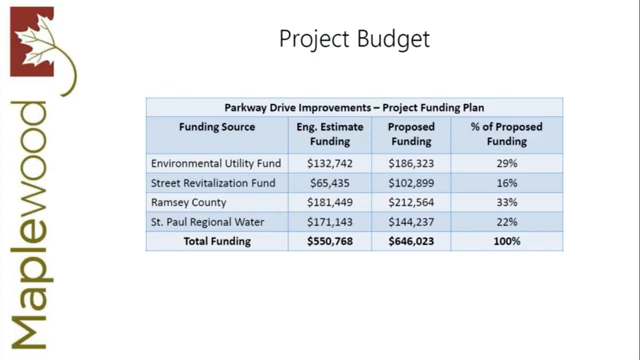 Maplewood
Project Budget
Parkway Drive Improvements – Project Funding Plan
Funding Source Eng. Estimate Funding Proposed Funding % of Proposed Funding
Environmental Utility Fund $132,742 $186,323 29%
Street Revitalization Fund $65,435 $102,899 16%
Ramsey County $181,449 $212,564 33%
St. Paul Regional Water $171,143 $144,237 22%
Total Funding $550,768 $646,023 100%